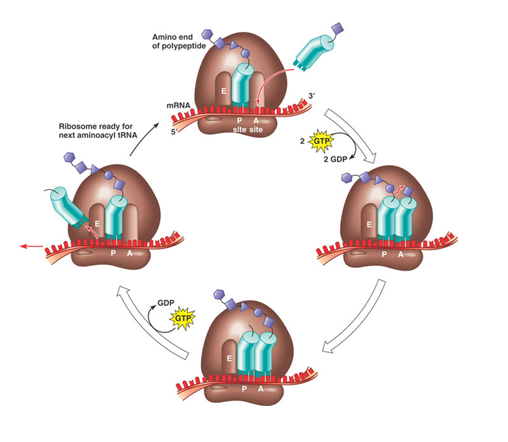 Amino end
of polypeptide
E
mRNA
3'
5'
P A
site site
2 GTP
2 GDP
Ribosome ready for
next aminoacyl tRNA
E
P A
E
P A
GDP
GTP
E
P A